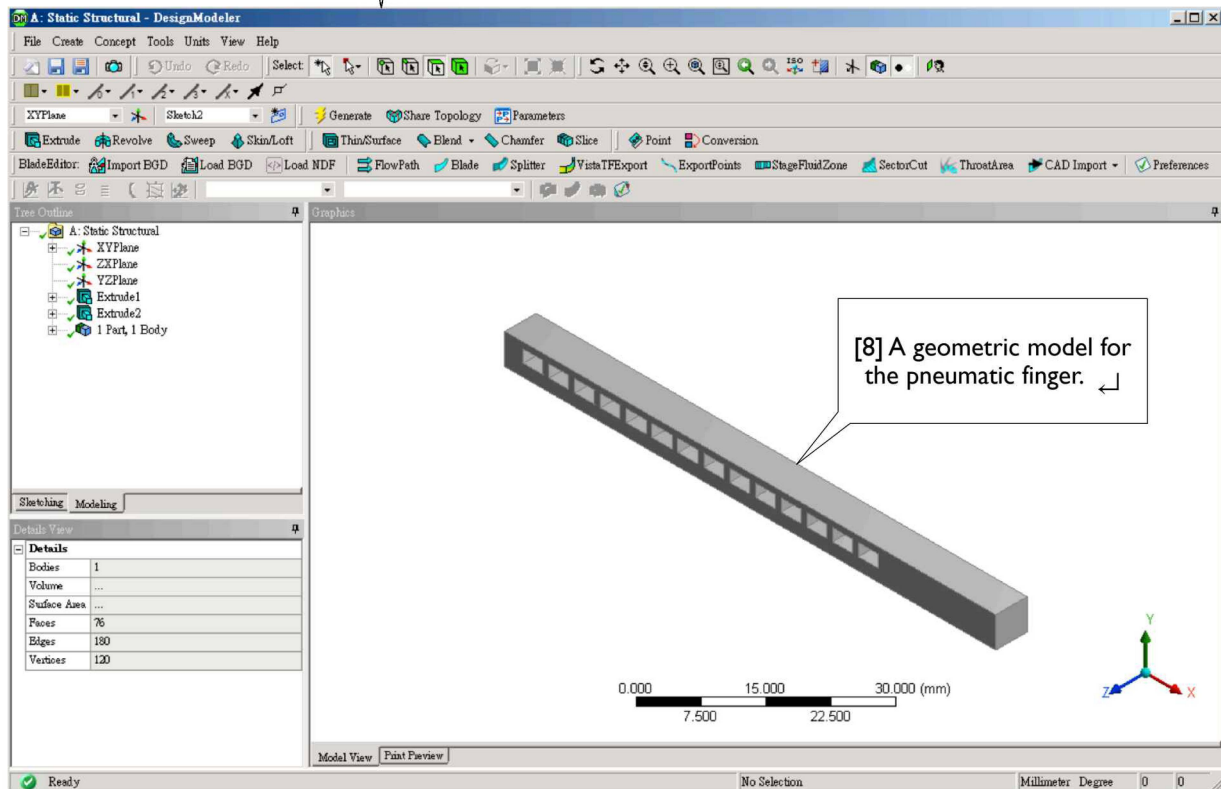 A: Static Structural - DesignModeler
File Create Concept Tools Units View Help
Undo Redo Select: ISO
XYPlane Sketch2 Generate Share Topology Parameters
Extrude Revolve Sweep Skin/Loft Thin/Surface Blend Chamfer Slice Point Conversion
BladeEditor: Import BGD Load BGD Load NDF FlowPath Blade Splitter VistaTFExport ExportPoints StageFluidZone SectorCut ThroatArea CAD Import Preferences
Tree Outline
A: Static Structural
XYPlane
ZXPlane
YZPlane
Extrude1
Extrude2
1 Part, 1 Body
Sketching Modeling
Details View
Details
Bodies 1
Volume ...
Surface Area ...
Faces 76
Edges 180
Vertices 120
Graphics
[8] A geometric model for
the pneumatic finger.
Y
Z X
0.000 15.000 30.000 (mm)
7.500 22.500
Model View Print Preview
Ready No Selection Millimeter Degree 0 0